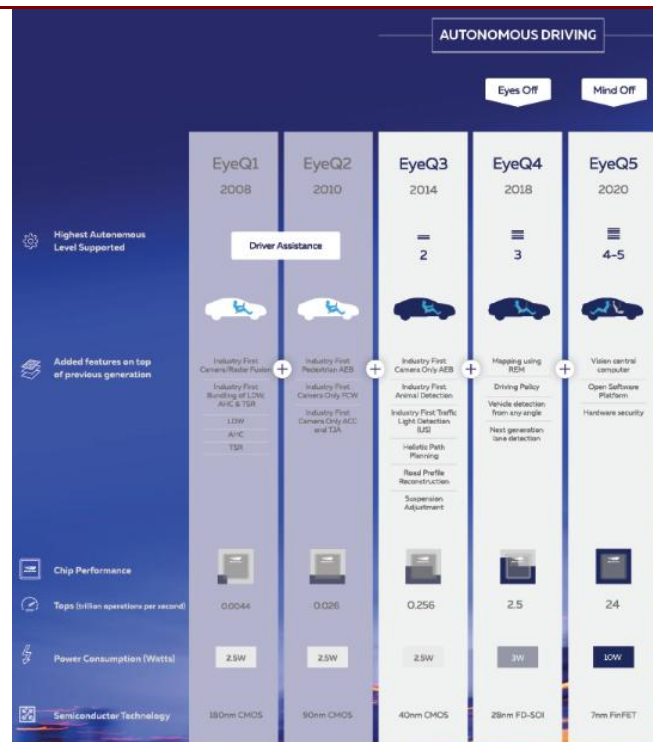 AUTONOMOUS DRIVING
Eyes Off
Mind Off
EyeQ1
2008
EyeQ2
2010
EyeQ3
2014
EyeQ4
2018
EyeQ5
2020
Highest Autonomous
Level Supported
Driver Assistance
2
3
4-5
Added features on top
of previous generation
Industry First
Camera/Radar Fusion
Industry First
Bundling of LDW,
AHC & TSR
LDW
AHC
TSR
+
Industry First
Pedestrian AEB
Industry First
Camera Only FCW
Industry First
Camera Only ACC
and TJA
+
Industry First
Camera Only AEB
Industry First
Animal Detection
Industry First Traffic
Light Detection
(US)
Holistic Path
Planning
Road Profile
Reconstruction
Suspension
Adjustment
+
Mapping using
REM
Driving Policy
Vehicle detection
from any angle
Next generation
lane detection
+
Vision central
computer
Open Software
Platform
Hardware security
Chip Performance
Tops (trillion operations per second)
0.0044
0.026
0.256
2.5
24
Power Consumption (Watts)
2.5W
2.5W
2.5W
3W
10W
Semiconductor Technology
180nm CMOS
90nm CMOS
40nm CMOS
28nm FD-SOI
7nm FinFET